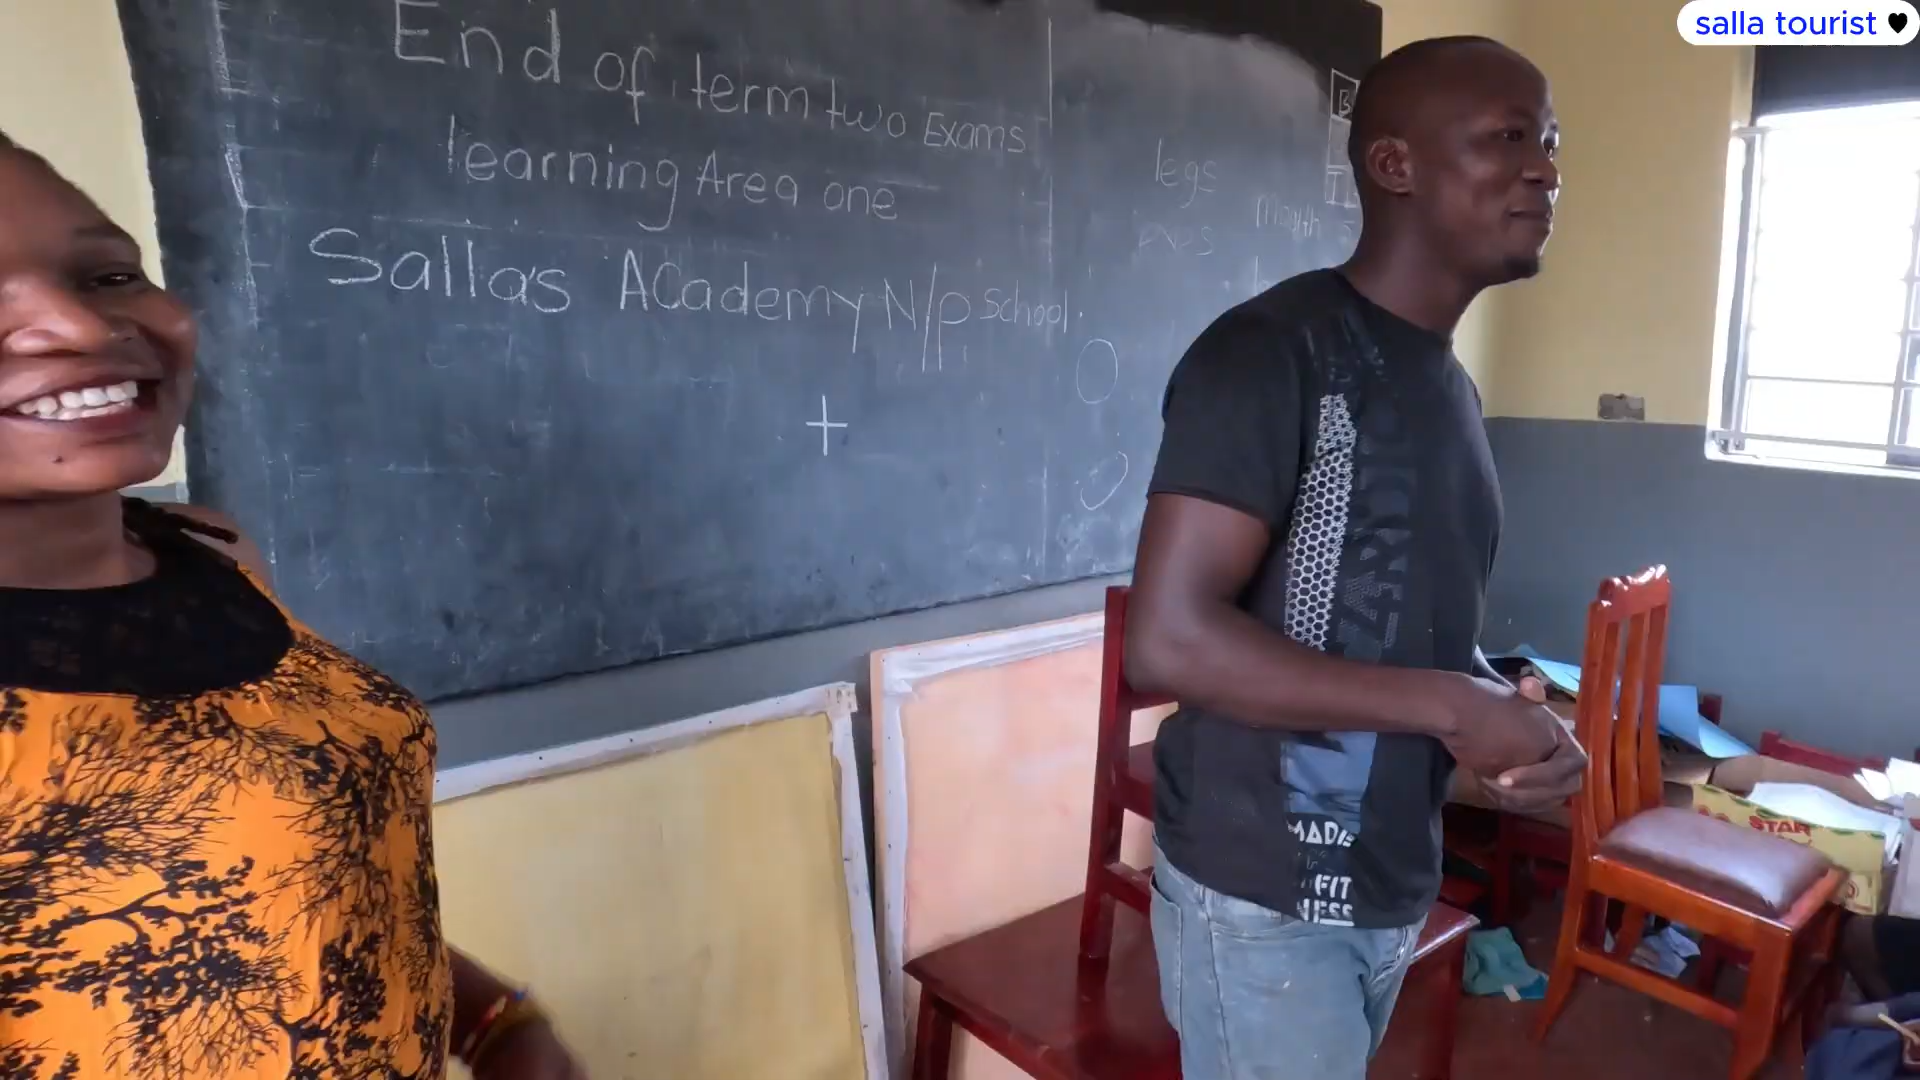 salla tourist ♥
End of term two Exams
learning Area one
Salla's Academy N/P School.
+
legs
mouth
eyes
B
MADE
FIT
NESS
STAR